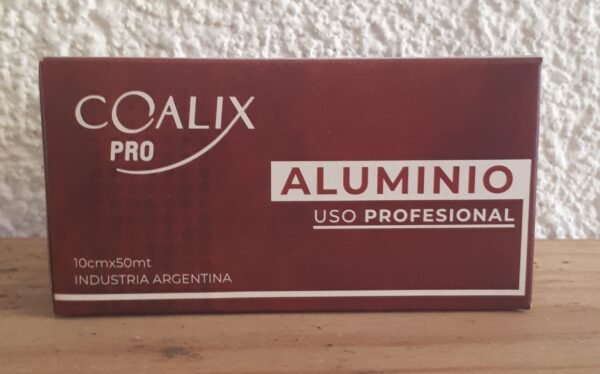 COALIX
PRO
ALUMINIO
USO PROFESIONAL
10cmx50mt
INDUSTRIA ARGENTINA